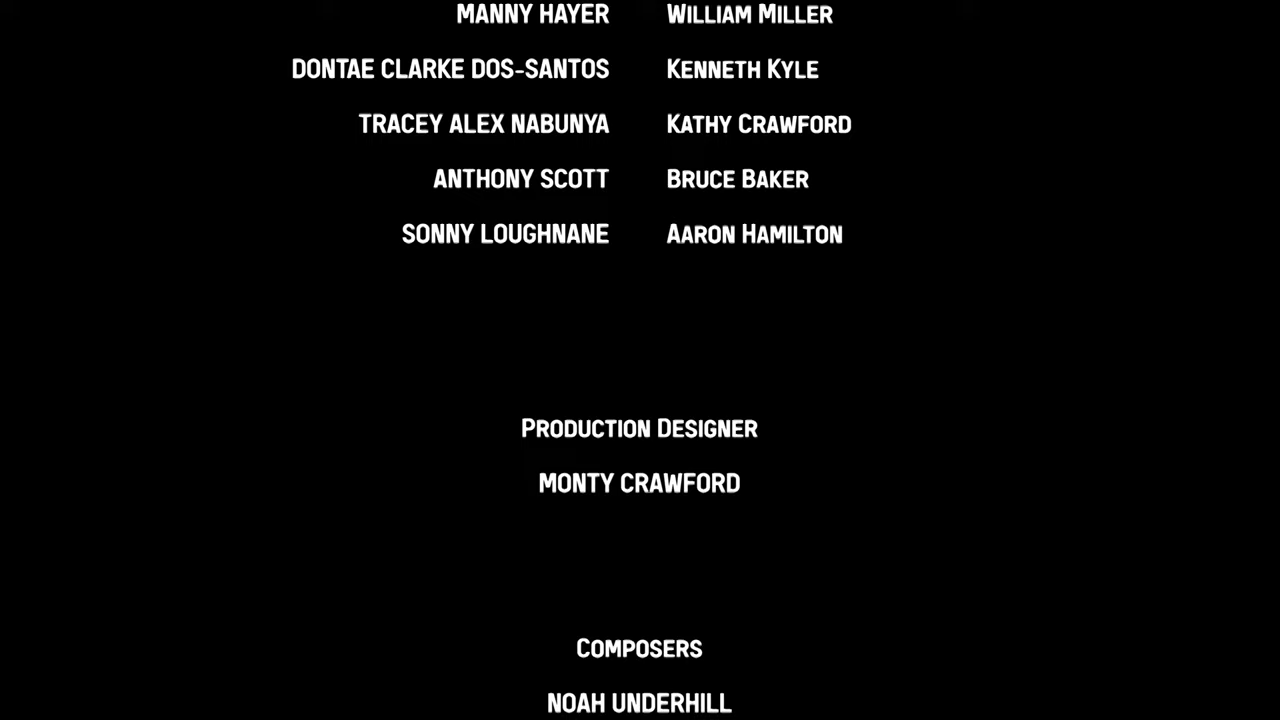 MANNY HAYER William Miller
DONTAE CLARKE DOS-SANTOS Kenneth Kyle
TRACEY ALEX NABUNYA Kathy Crawford
ANTHONY SCOTT Bruce Baker
SONNY LOUGHNANE Aaron Hamilton
Production Designer
MONTY CRAWFORD
Composers
NOAH UNDERHILL